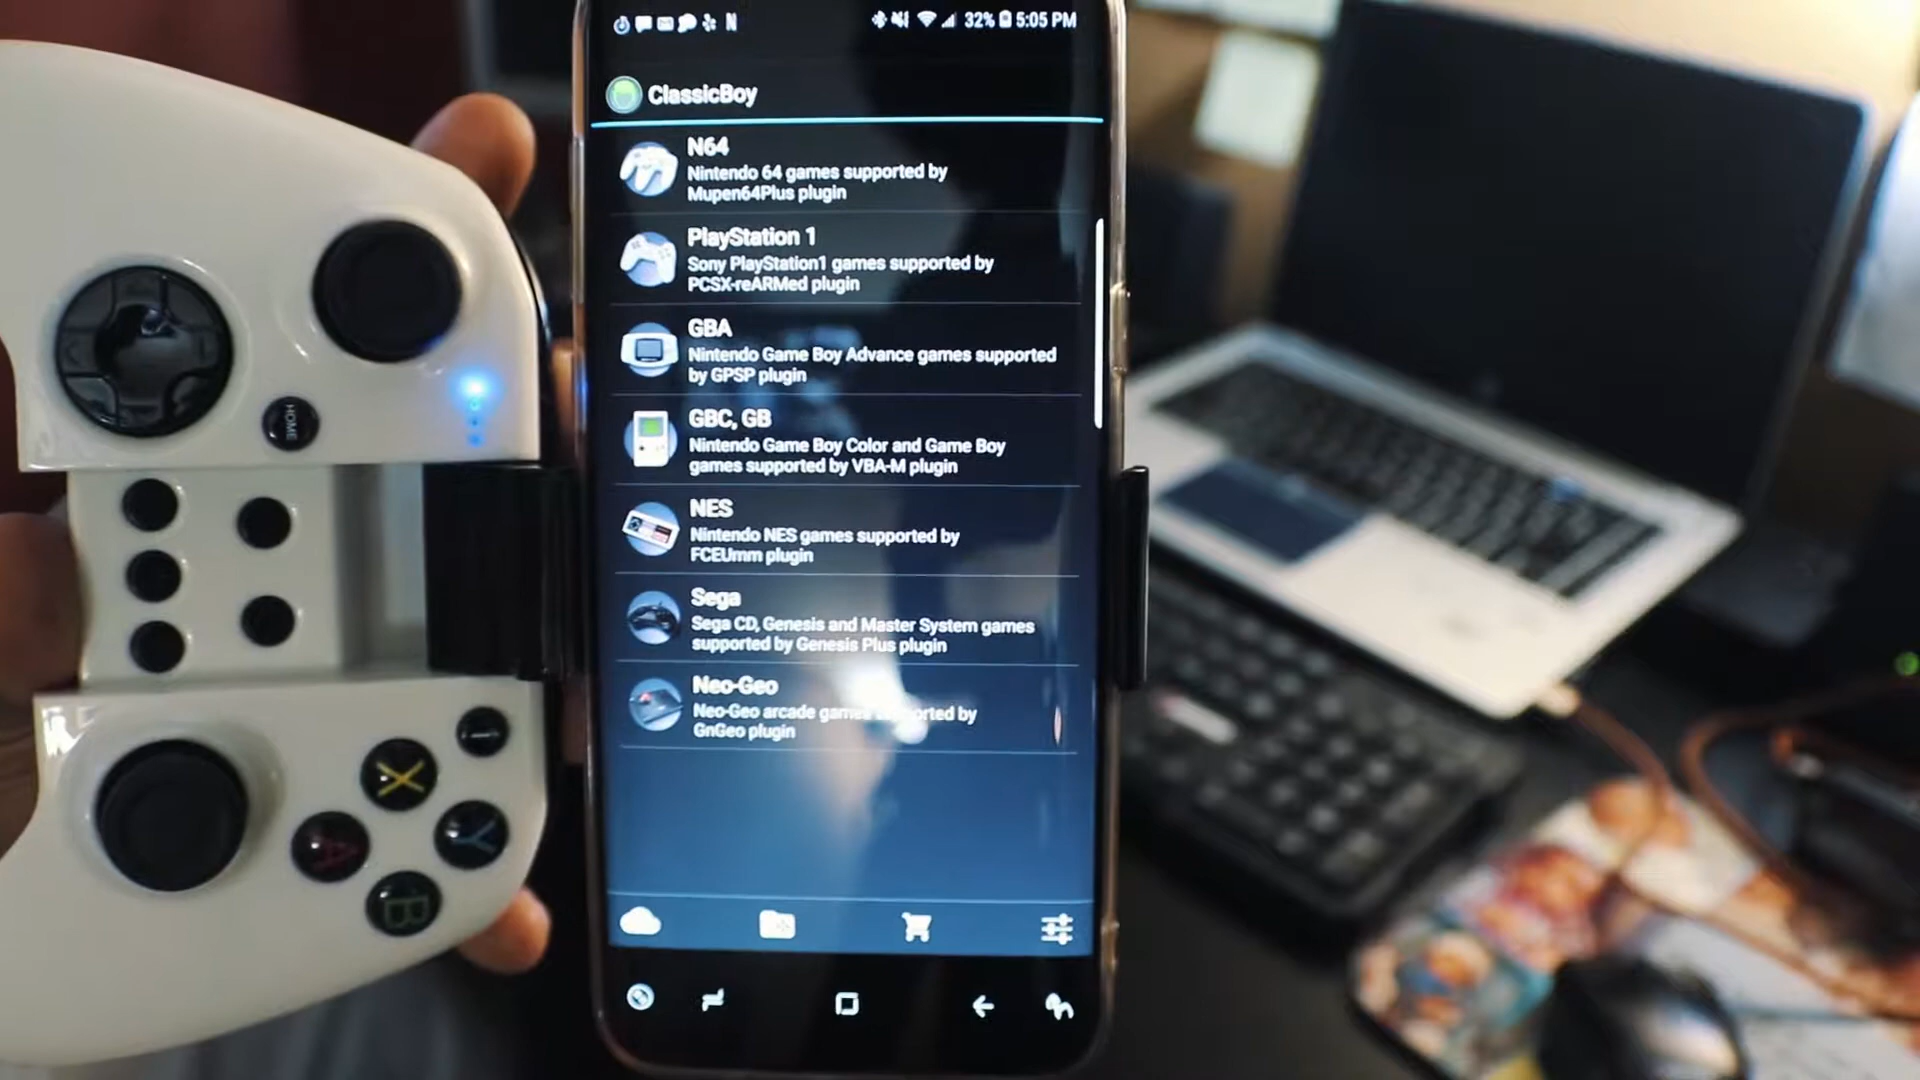 N 32% 5:05 PM
ClassicBoy
N64
Nintendo 64 games supported by
Mupen64Plus plugin
PlayStation 1
Sony PlayStation1 games supported by
PCSX-reARMed plugin
GBA
Nintendo Game Boy Advance games supported
by GPSP plugin
GBC, GB
Nintendo Game Boy Color and Game Boy
games supported by VBA-M plugin
NES
Nintendo NES games supported by
FCEUmm plugin
Sega
Sega CD, Genesis and Master System games
supported by Genesis Plus plugin
Neo-Geo
Neo-Geo arcade games supported by
GnGeo plugin
HOME
X
A
Y
B